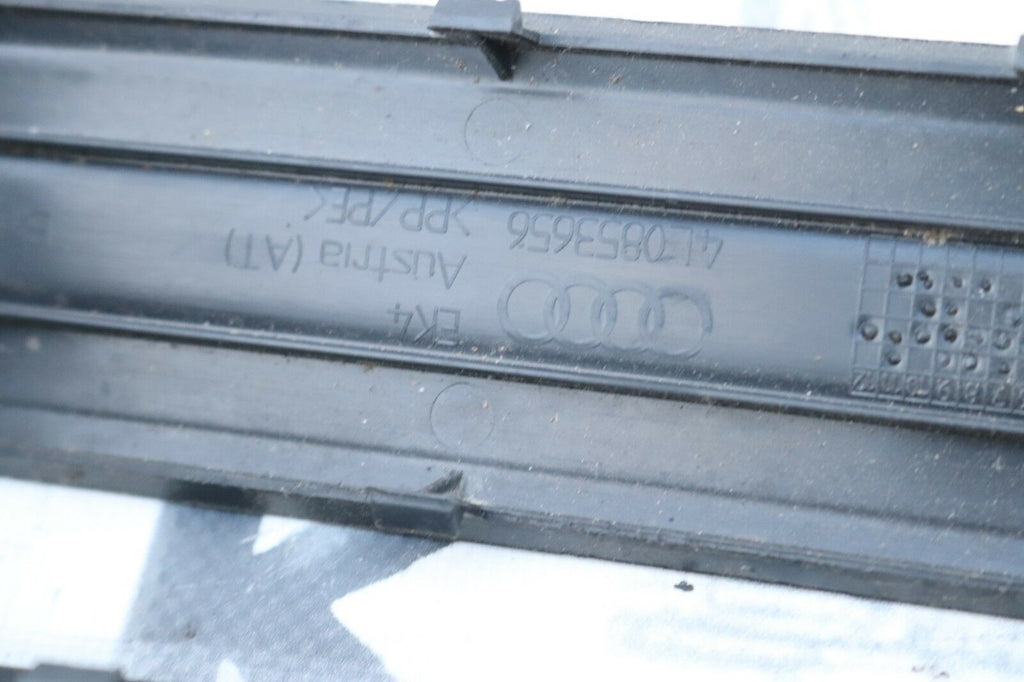 EK4
Austria (AT)
4L0853656 >PP/PE<